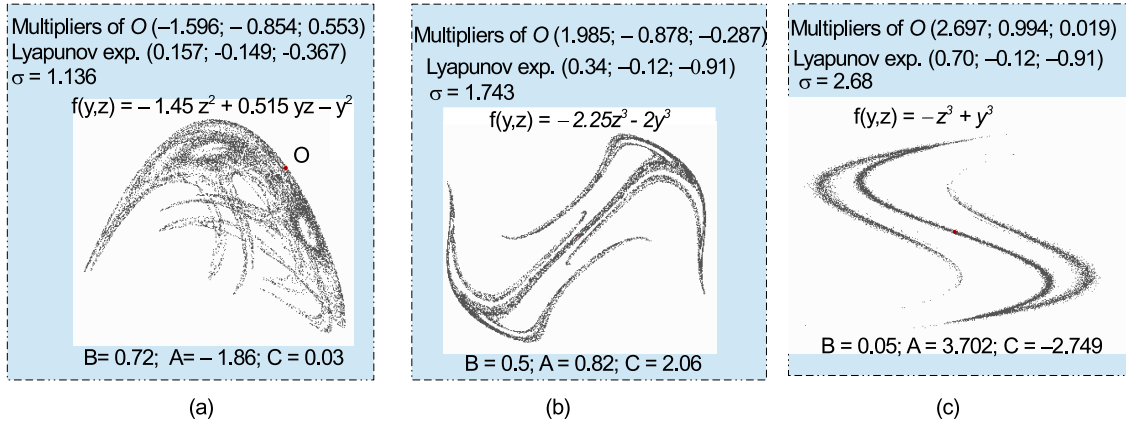 Multipliers of O (–1.596; – 0.854; 0.553)
Lyapunov exp. (0.157; -0.149; -0.367)
σ = 1.136
f(y,z) = – 1.45 z² + 0.515 yz – y²
O
B= 0.72; A= – 1.86; C = 0.03
(a)
Multipliers of O (1.985; – 0.878; –0.287)
Lyapunov exp. (0.34; –0.12; –0.91)
σ = 1.743
f(y,z) = –2.25z³ - 2y³
B = 0.5; A = 0.82; C = 2.06
(b)
Multipliers of O (2.697; 0.994; 0.019)
Lyapunov exp. (0.70; –0.12; –0.91)
σ = 2.68
f(y,z) = –z³ + y³
B = 0.05; A = 3.702; C = –2.749
(c)